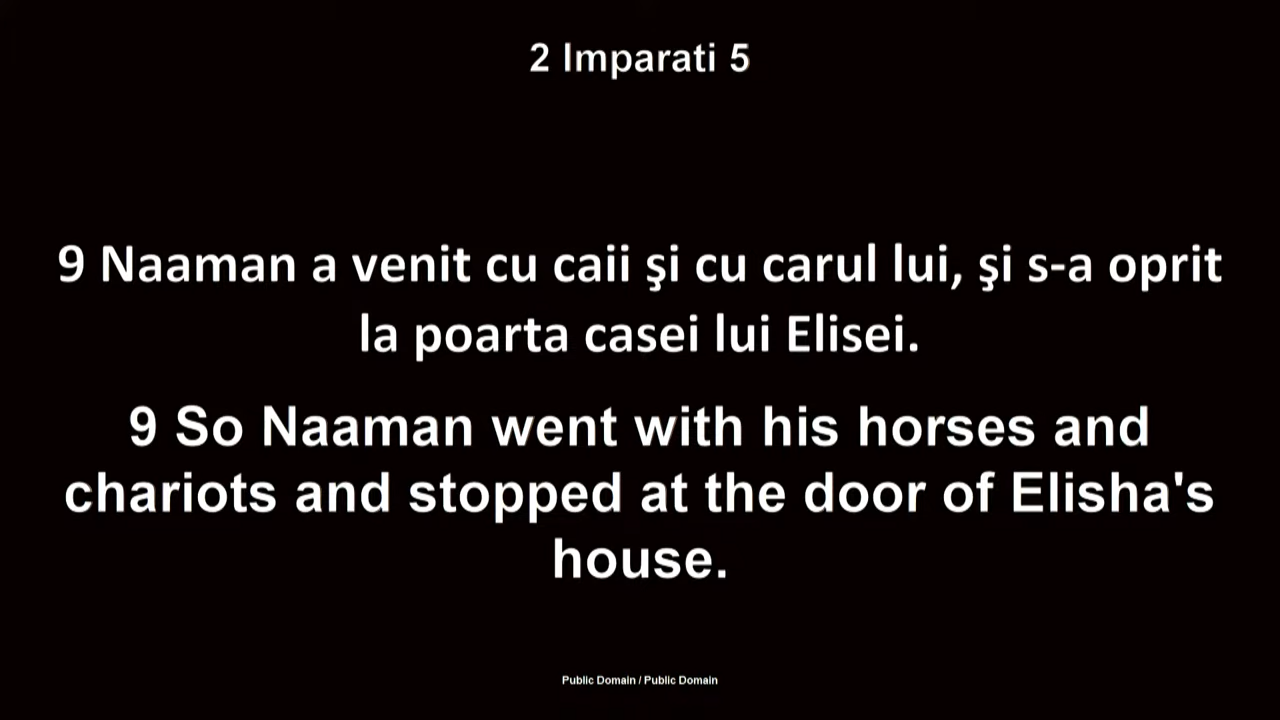 2 Imparati 5
9 Naaman a venit cu caii şi cu carul lui, şi s-a oprit
la poarta casei lui Elisei.
9 So Naaman went with his horses and
chariots and stopped at the door of Elisha's
house.
Public Domain / Public Domain